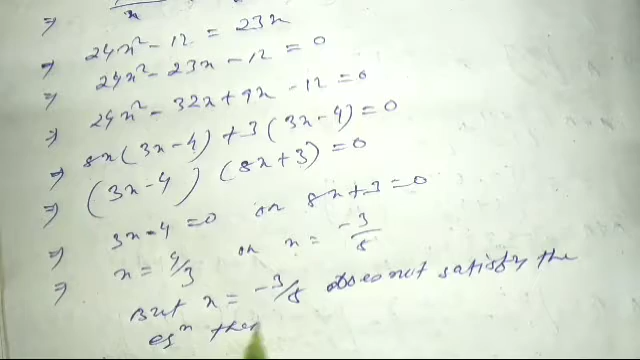 x
⇒ 24x² - 12 = 23x
⇒ 24x² - 23x - 12 = 0
⇒ 24x² - 32x + 9x - 12 = 0
⇒ 8x (3x - 4) + 3 (3x - 4) = 0
⇒ (3x - 4) (8x + 3) = 0
⇒ 3x - 4 = 0 or 8x + 3 = 0
⇒ x = 4/3 or x = -3/8
But x = -3/8 does not satisfy the
eqⁿ